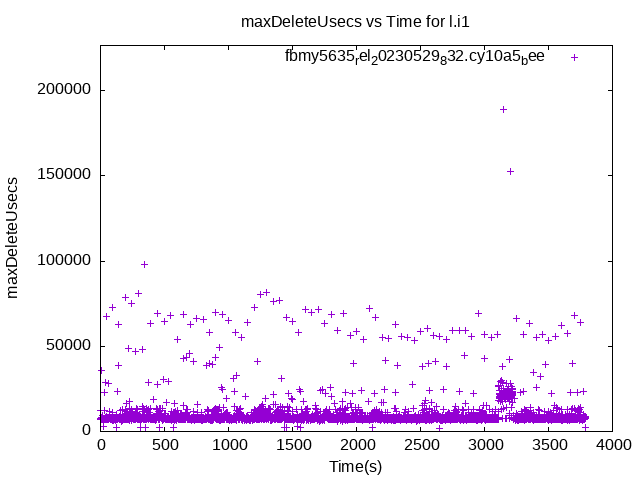 maxDeleteUsecs vs Time for l.i1
fbmy5635rel20230529832.cy10a5bee
200000
150000
100000
50000
0
maxDeleteUsecs
0 500 1000 1500 2000 2500 3000 3500 4000
Time(s)